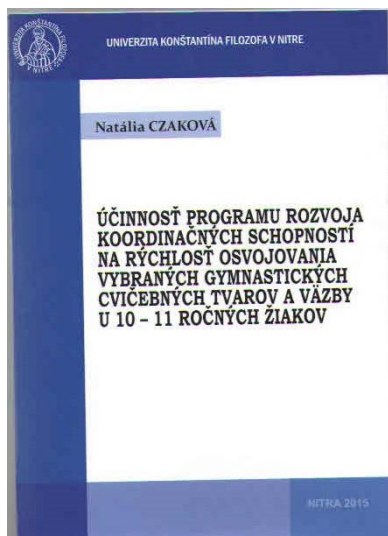 UNIVERZITA KONŠTANTÍNA FILOZOFA V NITRE
Natália CZAKOVÁ
ÚČINNOSŤ PROGRAMU ROZVOJA
KOORDINAČNÝCH SCHOPNOSTÍ
NA RÝCHLOSŤ OSVOJOVANIA
VYBRANÝCH GYMNASTICKÝCH
CVIČEBNÝCH TVAROV A VÄZBY
U 10 – 11 ROČNÝCH ŽIAKOV
NITRA 2015